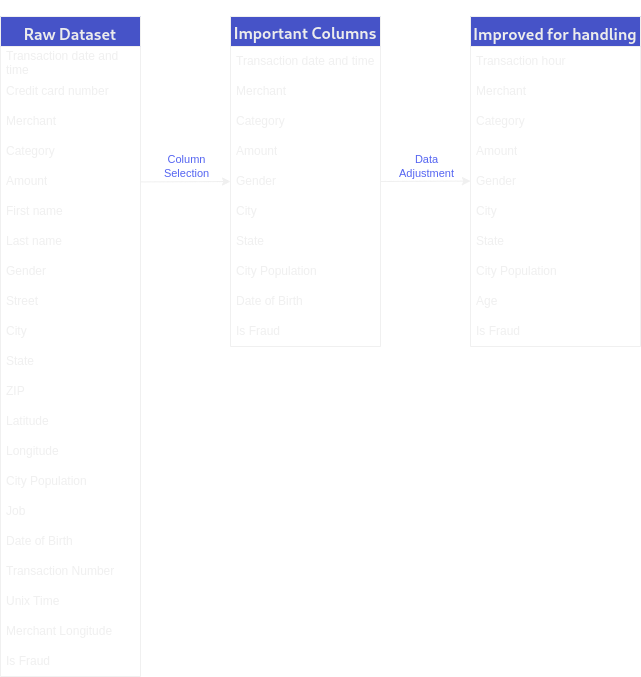 Raw Dataset
Transaction date and
time
Credit card number
Merchant
Category
Amount
First name
Last name
Gender
Street
City
State
ZIP
Latitude
Longitude
City Population
Job
Date of Birth
Transaction Number
Unix Time
Merchant Longitude
Is Fraud
Column
Selection
Important Columns
Transaction date and time
Merchant
Category
Amount
Gender
City
State
City Population
Date of Birth
Is Fraud
Data
Adjustment
Improved for handling
Transaction hour
Merchant
Category
Amount
Gender
City
State
City Population
Age
Is Fraud